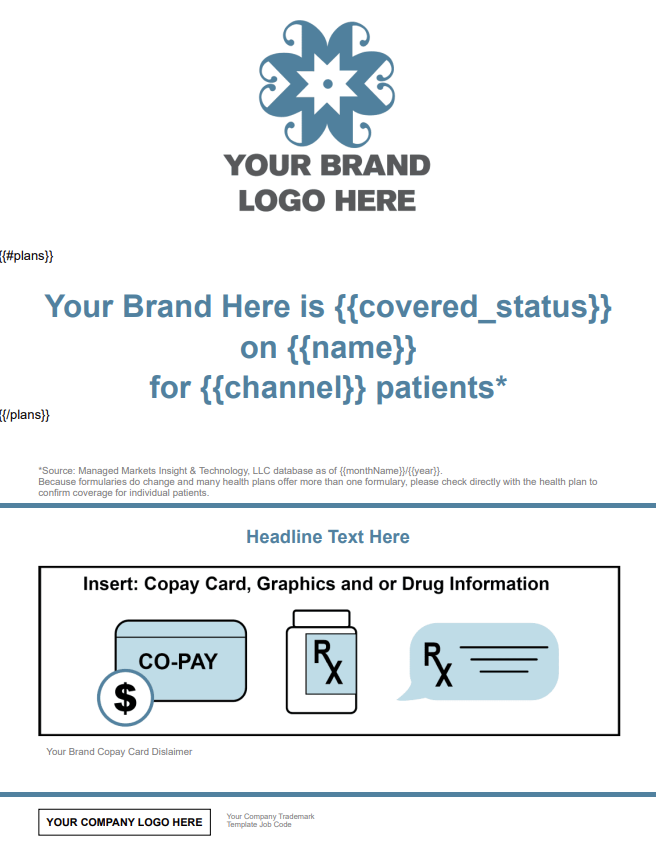 YOUR BRAND
LOGO HERE
{{#plans}}
Your Brand Here is {{covered_status}}
on {{name}}
for {{channel}} patients*
{{/plans}}
*Source: Managed Markets Insight & Technology, LLC database as of {{monthName}}/{{year}}.
Because formularies do change and many health plans offer more than one formulary, please check directly with the health plan to
confirm coverage for individual patients.
Headline Text Here
Insert: Copay Card, Graphics and or Drug Information
CO-PAY
$
RX
RX
Your Brand Copay Card Dislaimer
YOUR COMPANY LOGO HERE
Your Company Trademark
Template Job Code